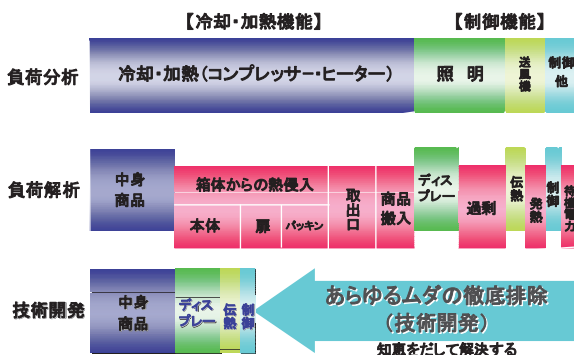 【冷却・加熱機能】
【制御機能】
負荷分析
冷却・加熱（コンプレッサー・ヒーター）
照 明
送風機
制御
他
負荷解析
中身
商品
箱体からの熱侵入
本体
扉
パッキン
取出口
商品
搬入
ディス
プレー
過剰
伝熱
発熱
制御
待機電力
技術開発
中身
商品
ディス
プレー
伝熱
制御
あらゆるムダの徹底排除
（技術開発）
知恵をだして解決する